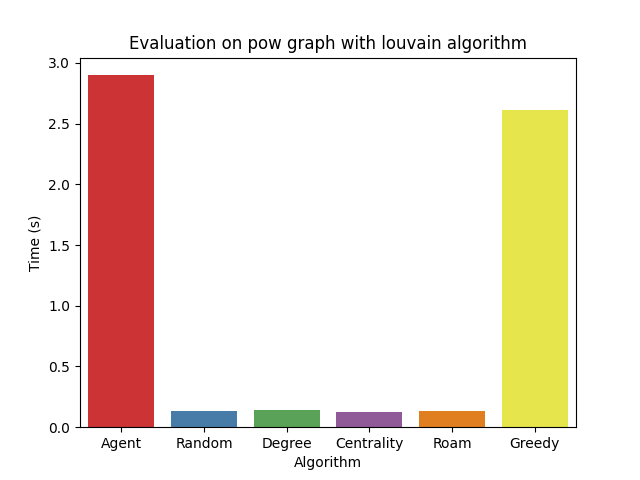 Evaluation on pow graph with louvain algorithm
3.0
2.5
2.0
1.5
1.0
0.5
0.0
Time (s)
Agent Random Degree Centrality Roam Greedy
Algorithm